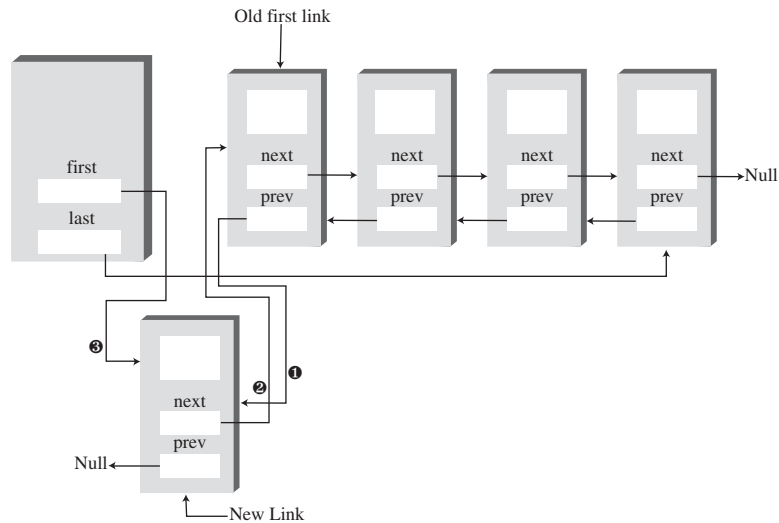 Old first link
first
last
next
prev
next
prev
next
prev
next
prev
Null
❸
❷
❶
next
prev
Null
New Link